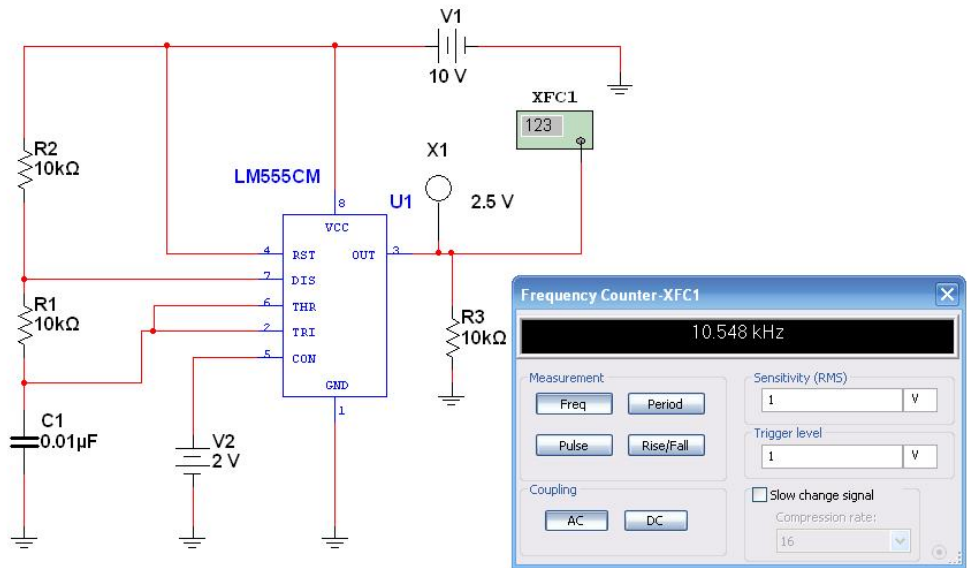 V1
10 V
XFC1
123
R2
10kΩ
X1
LM555CM
2.5 V
U1
8
VCC
4 RST OUT 3
7 DIS
6 THR
R1
10kΩ
2 TRI
R3
10kΩ
5 CON
GND
1
C1
0.01µF
V2
2 V
Frequency Counter-XFC1
10.548 kHz
Measurement
Sensitivity (RMS)
Freq Period
1 V
Trigger level
Pulse Rise/Fall
1 V
Coupling
Slow change signal
AC DC
Compression rate:
16